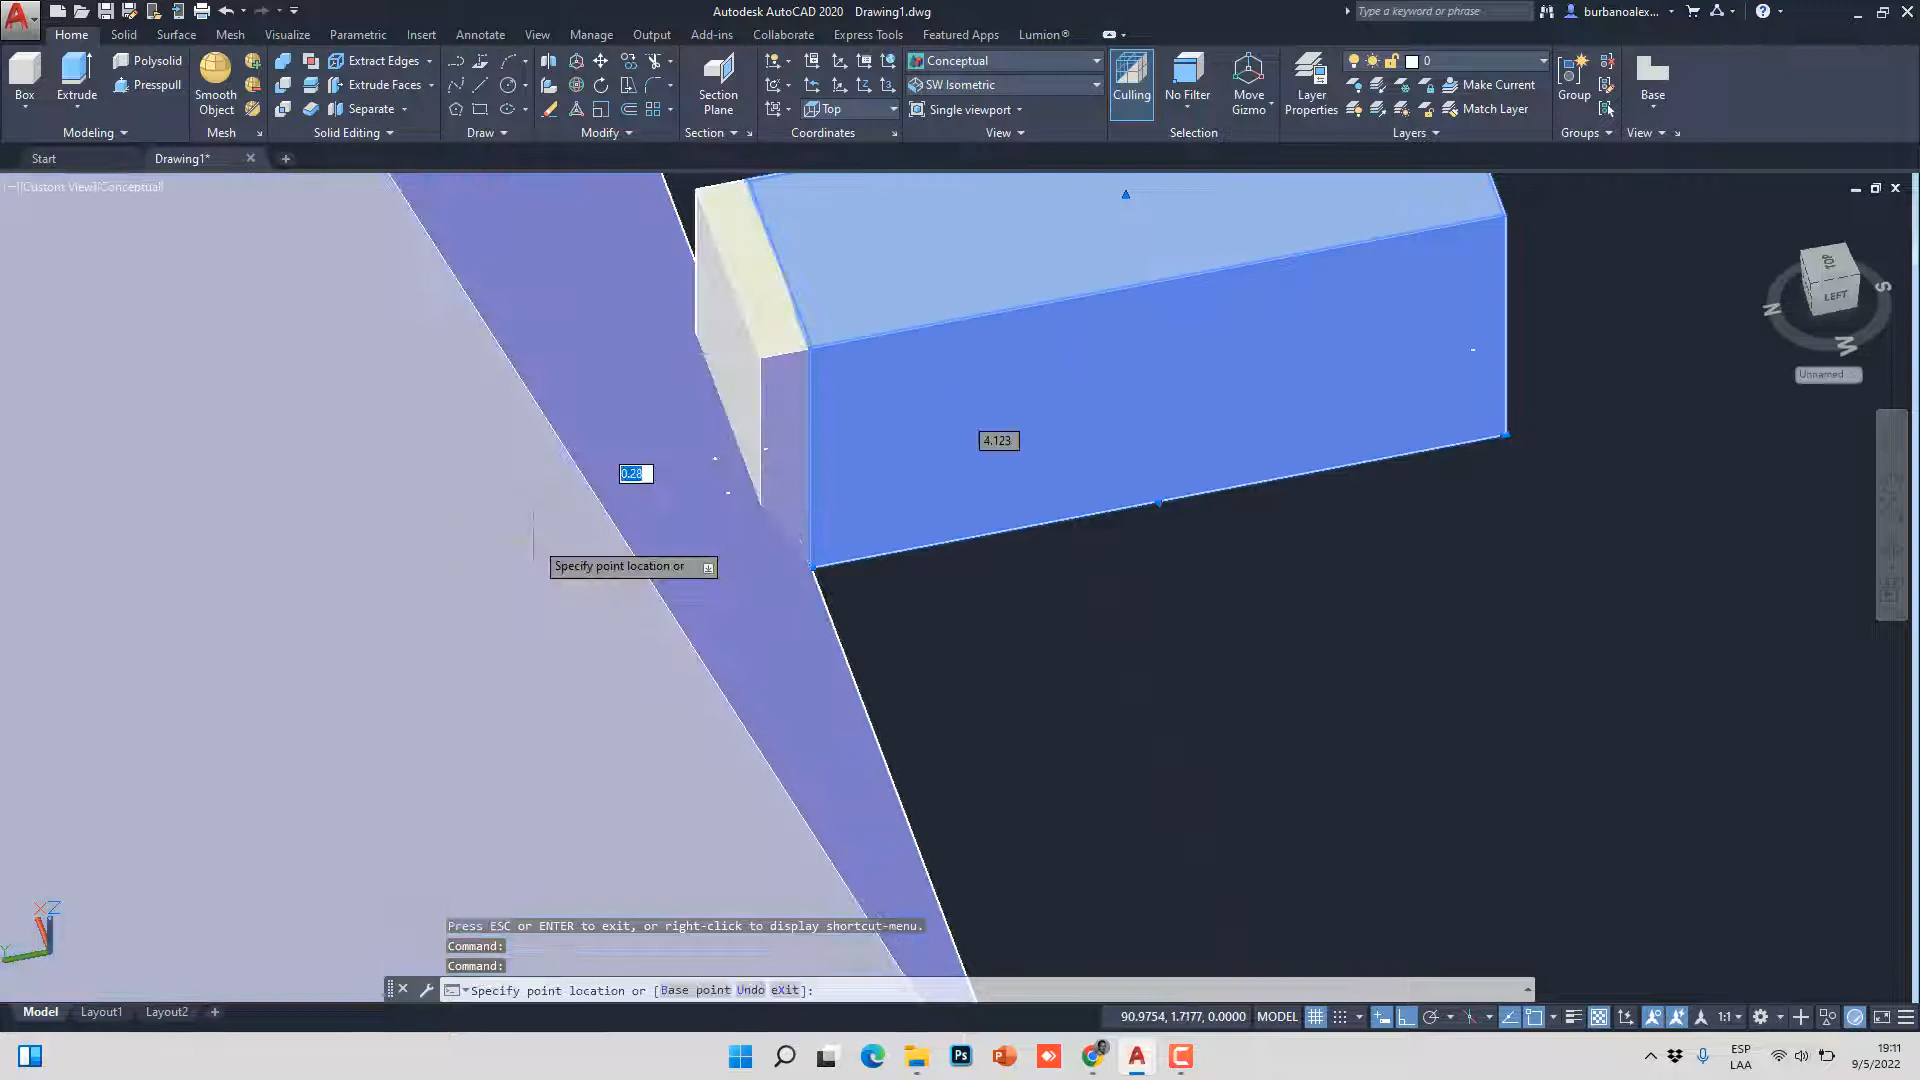 Autodesk AutoCAD 2020 Drawing1.dwg
Type a keyword or phrase
burbanoalex...
Home Solid Surface Mesh Visualize Parametric Insert Annotate View Manage Output Add-ins Collaborate Express Tools Featured Apps Lumion®
Box
Extrude
Polysolid
Presspull
Modeling
Smooth Object
Mesh
Extract Edges
Extrude Faces
Separate
Solid Editing
Draw
Modify
Section Plane
Section
Top
Coordinates
Conceptual
SW Isometric
Single viewport
View
Culling
No Filter
Move Gizmo
Selection
Layer Properties
0
Make Current
Match Layer
Layers
Group
Groups
Base
View
Start
Drawing1*
[−][Custom View][Conceptual]
TOP
LEFT
N
S
W
Unnamed
4.123
0.28
Specify point location or
X Z
Y
Press ESC or ENTER to exit, or right-click to display shortcut-menu.
Command:
Command:
Specify point location or [Base point Undo eXit]:
Model Layout1 Layout2
90.9754, 1.7177, 0.0000 MODEL
1:1
Ps
ESP
LAA
19:11
9/5/2022